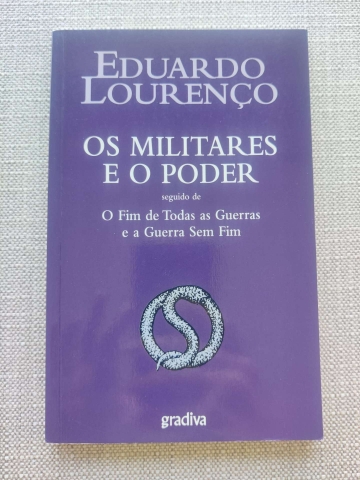 EDUARDO
LOURENÇO
OS MILITARES
E O PODER
seguido de
O Fim de Todas as Guerras
e a Guerra Sem Fim
gradiva